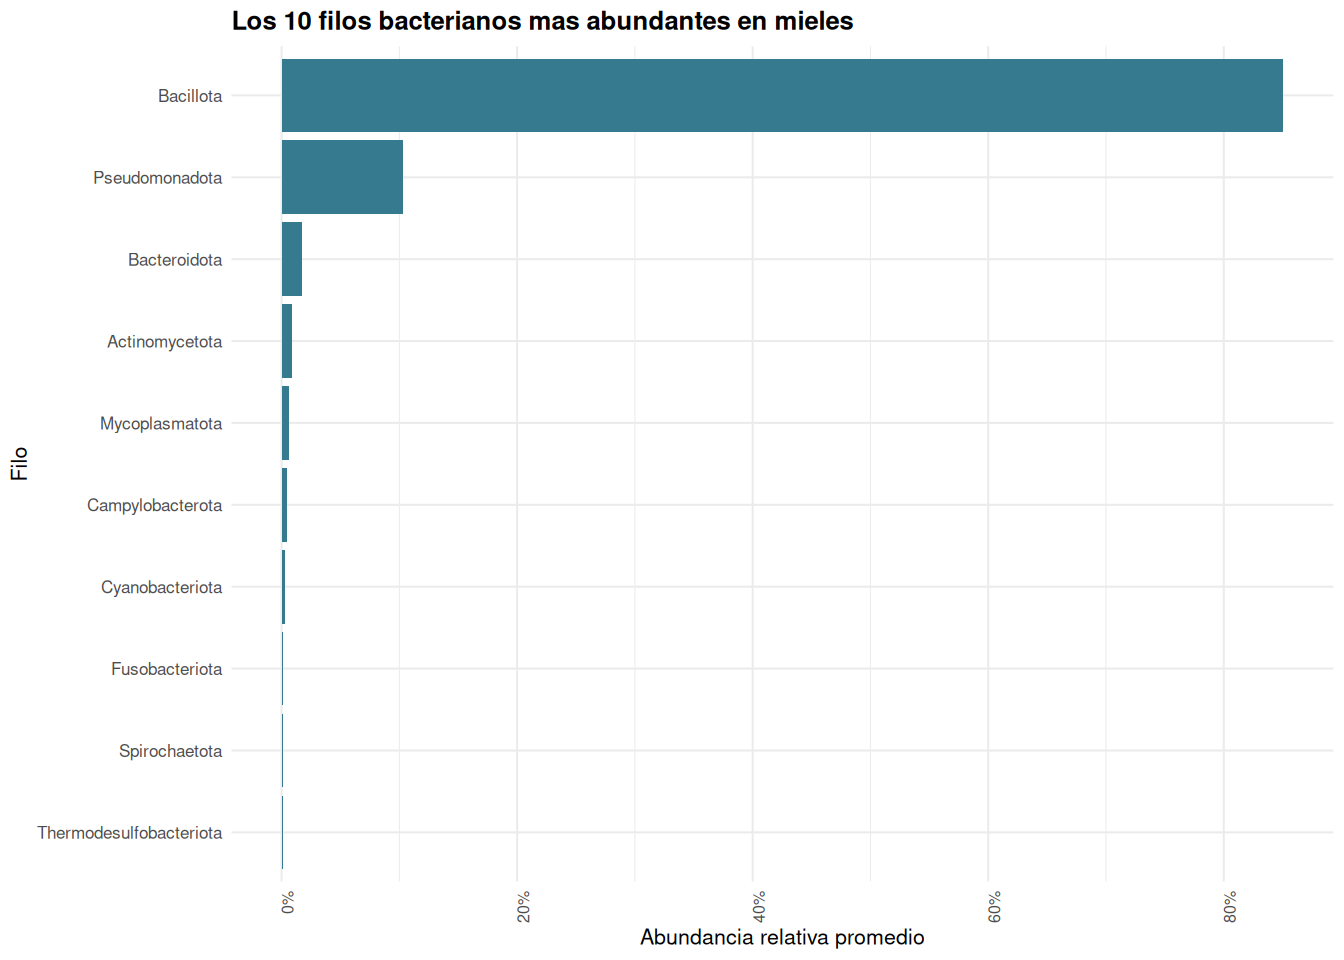 Los 10 filos bacterianos mas abundantes en mieles
Filo
Bacillota
Pseudomonadota
Bacteroidota
Actinomycetota
Mycoplasmatota
Campylobacterota
Cyanobacteriota
Fusobacteriota
Spirochaetota
Thermodesulfobacteriota
0% 20% 40% 60% 80%
Abundancia relativa promedio